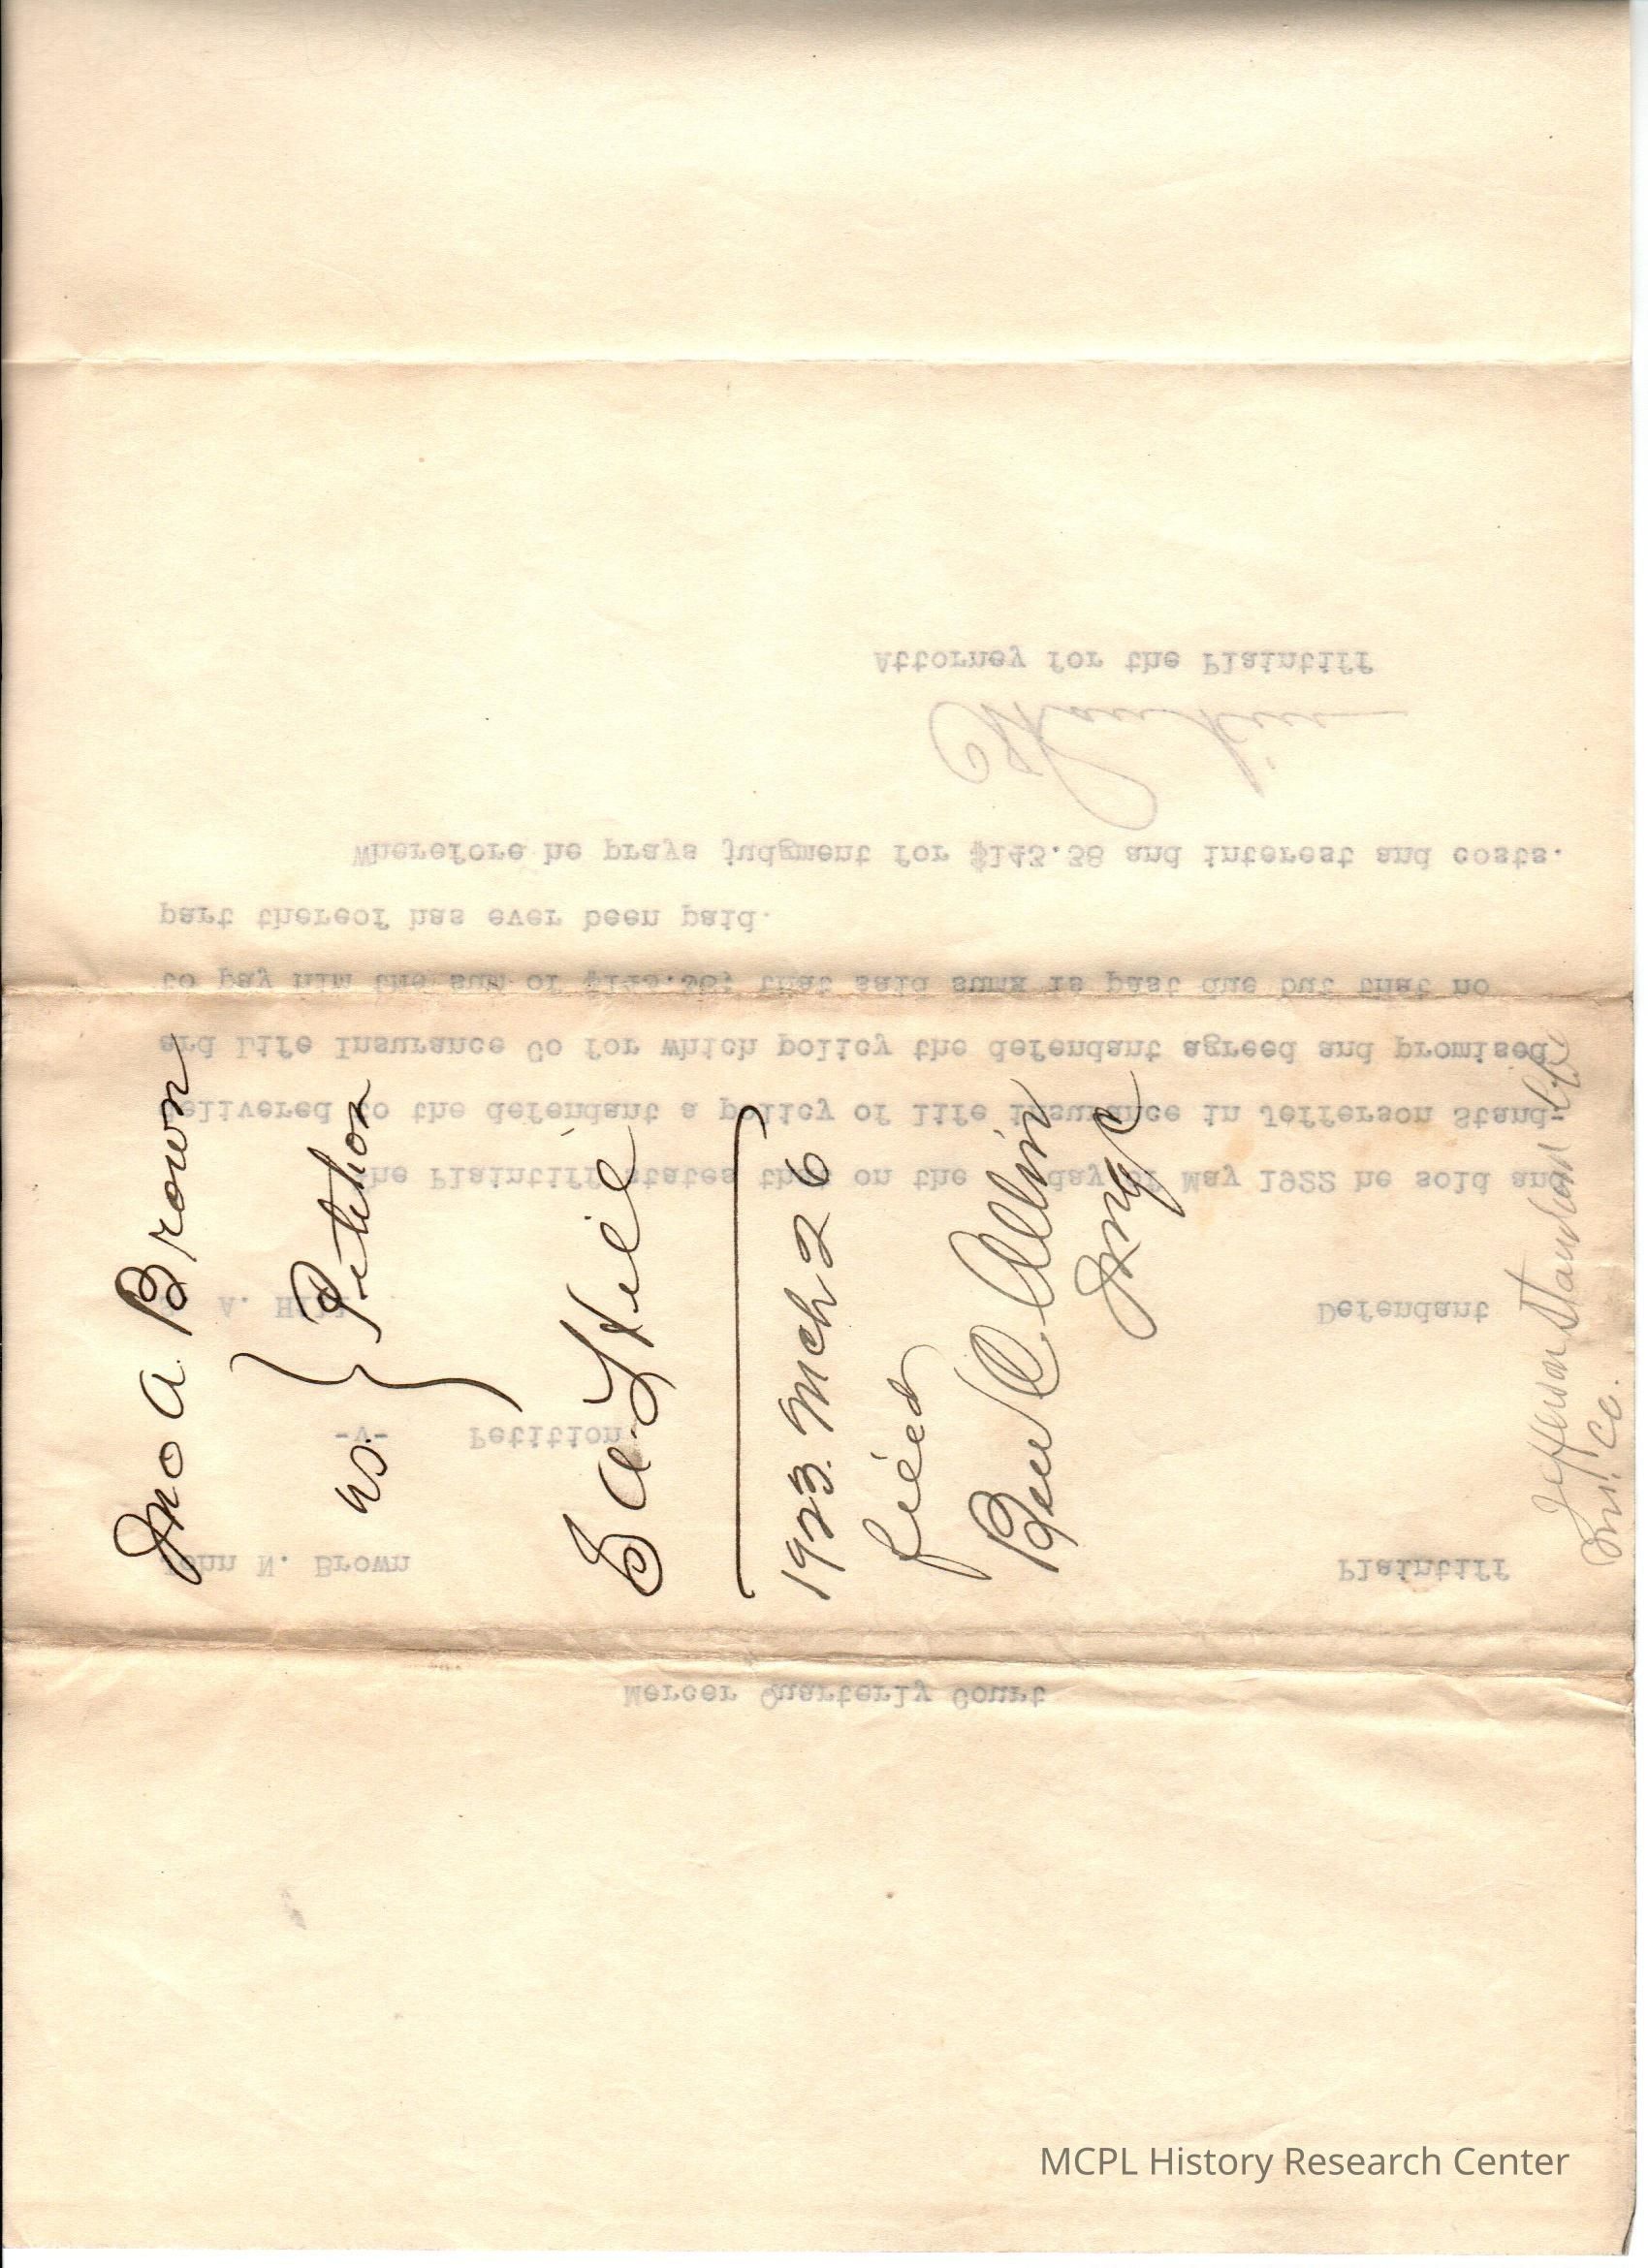 Jno A. Brown
vs. } Petition
E A. Hill
1923. Mch 26
filed
Ben C. Allin
Jmqc
Jefferson Standard Life
Ins. Co.
Mercer Quarterly Court
John N. Brown Plaintiff
-v- Petition
A. Hill Defendant
The Plaintiff states that on the day of May 1922 he sold and
delivered to the defendant a policy of life insurance in Jefferson Stand-
ard Life Insurance Co for which policy the defendant agreed and promised
to pay him the sum of $143.38; that said sums is past due but that no
part thereof has ever been paid.
Wherefore he prays judgment for $143.38 and interest and costs.
Attorney for the Plaintiff
MCPL History Research Center